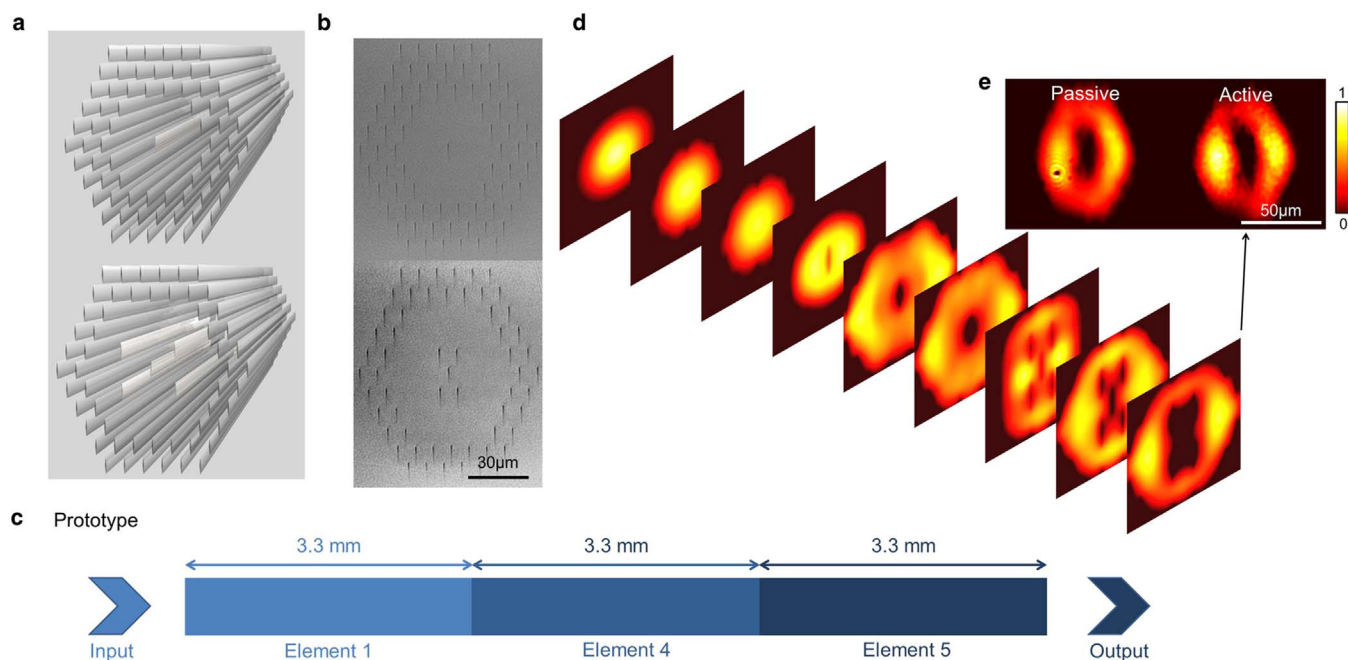 a
b
d
e
Passive
Active
1
0
50μm
30μm
c
Prototype
3.3 mm
3.3 mm
3.3 mm
Input
Element 1
Element 4
Element 5
Output